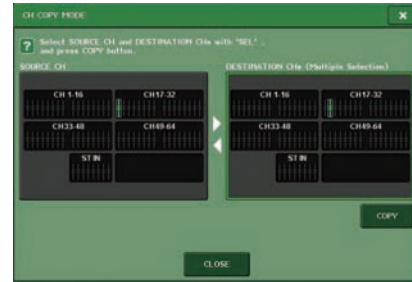 CH COPY MODE
×
? Select SOURCE CH and DESTINATION CHs with "SEL" ,
and press COPY button.
SOURCE CH
DESTINATION CHs (Multiple Selection)
CH 1-16 CH17-32
CH33-48 CH49-64
ST IN
CH 1-16 CH17-32
CH33-48 CH49-64
ST IN
COPY
CLOSE